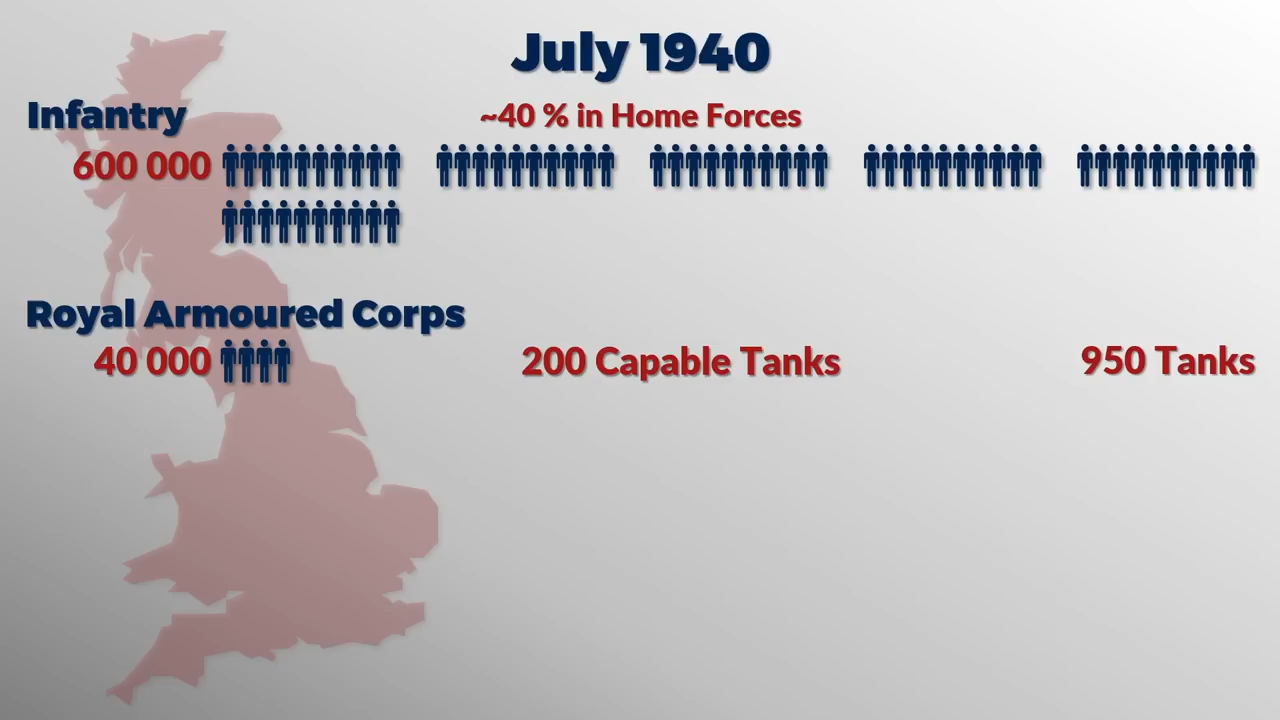 July 1940
Infantry
~40 % in Home Forces
600 000
Royal Armoured Corps
40 000
200 Capable Tanks
950 Tanks